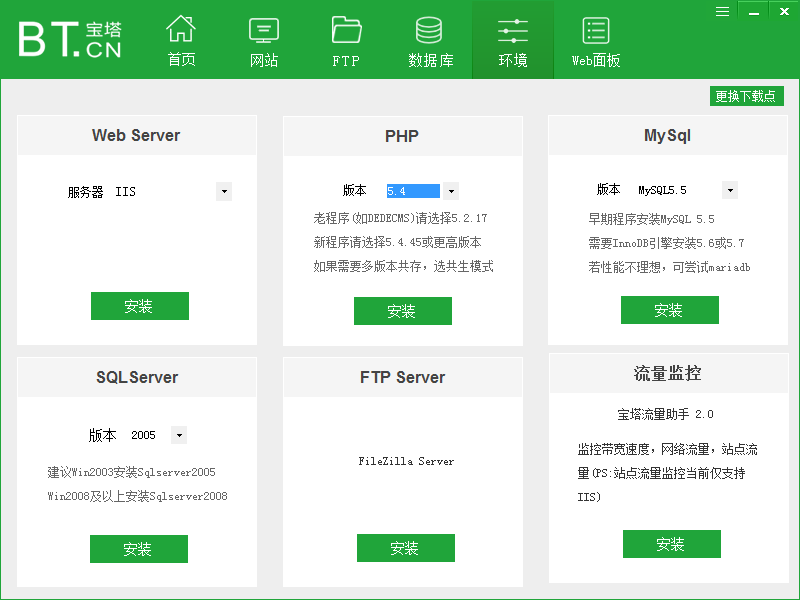 BT.CN 宝塔
首页
网站
FTP
数据库
环境
Web面板
更换下载点
Web Server
服务器 IIS
安装
PHP
版本 5.4
老程序(如DEDECMS)请选择5.2.17
新程序请选择5.4.45或更高版本
如果需要多版本共存，选共生模式
安装
MySql
版本 MySQL5.5
早期程序安装MySQL 5.5
需要InnoDB引擎安装5.6或5.7
若性能不理想，可尝试mariadb
安装
SQLServer
版本 2005
建议Win2003安装Sqlserver2005
Win2008及以上安装Sqlserver2008
安装
FTP Server
FileZilla Server
安装
流量监控
宝塔流量助手 2.0
监控带宽速度，网络流量，站点流
量(PS:站点流量监控当前仅支持
IIS)
安装